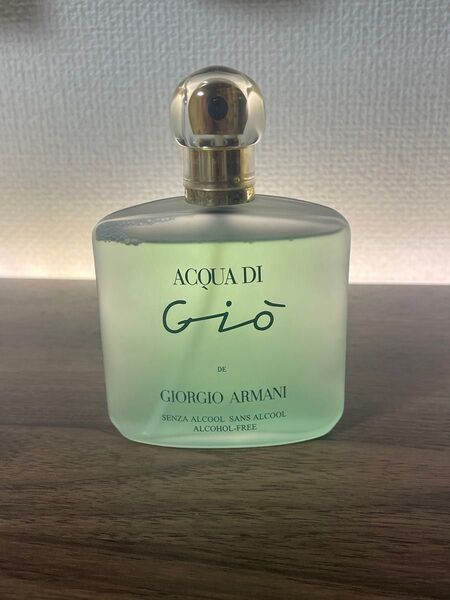 ACQUA DI
Giò
DE
GIORGIO ARMANI
SENZA ALCOOL SANS ALCOOL
ALCOHOL-FREE